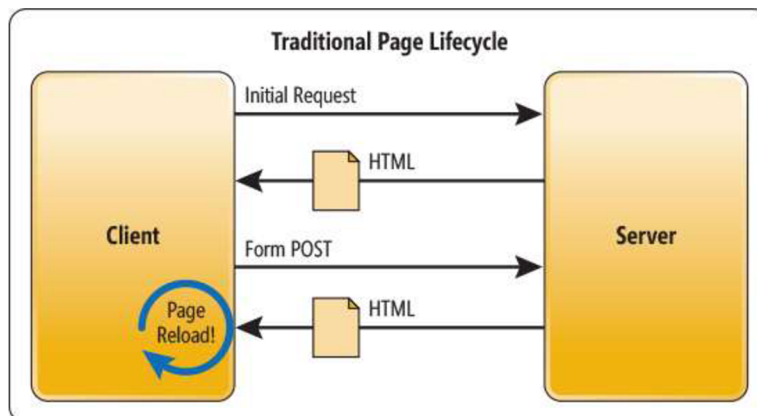 Traditional Page Lifecycle
Initial Request
HTML
Client
Server
Form POST
HTML
Page
Reload!